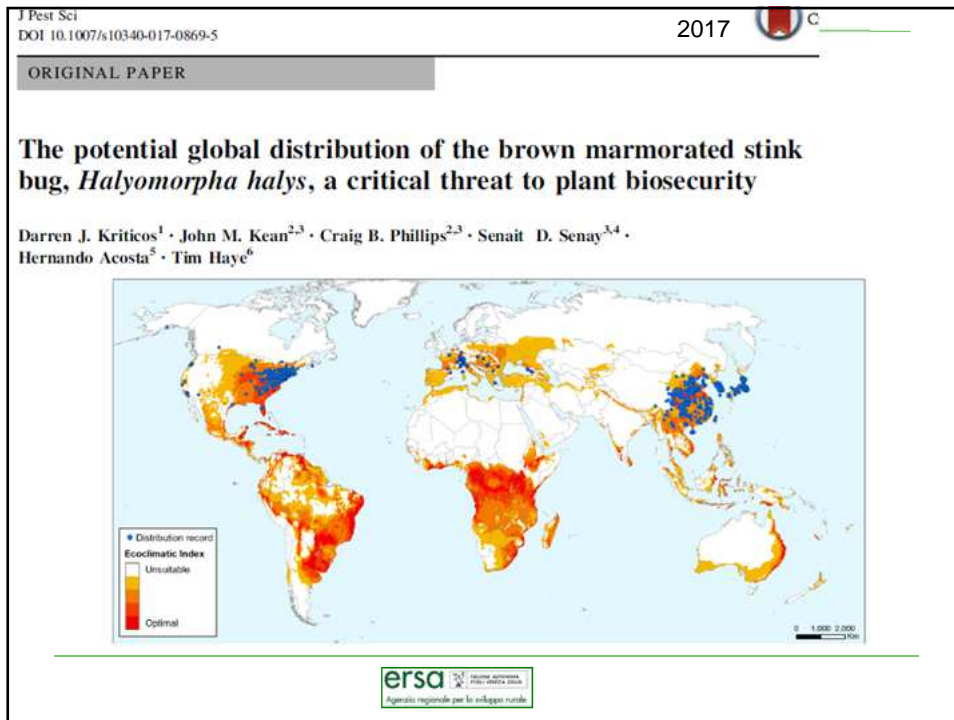 J Pest Sci
DOI 10.1007/s10340-017-0869-5
2017
ORIGINAL PAPER
The potential global distribution of the brown marmorated stink
bug, Halyomorpha halys, a critical threat to plant biosecurity
Darren J. Kriticos1 · John M. Kean2,3 · Craig B. Phillips2,3 · Senait D. Senay3,4 ·
Hernando Acosta5 · Tim Haye6
Distribution record
Ecoclimatic Index
Unsuitable
Optimal
0 1,000 2,000
Km
ersa
Agenzia regionale per lo sviluppo rurale